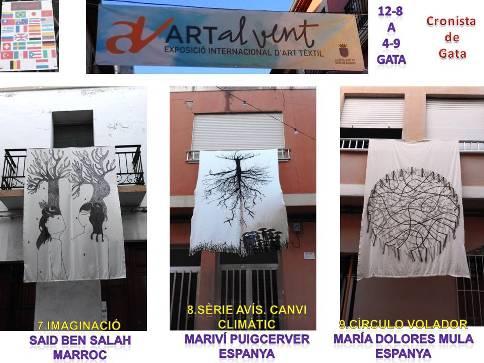 ARTal vent
EXPOSICIÓ INTERNACIONAL D'ART TÈXTIL
12-8
A
4-9
GATA
Cronista
de
Gata
7.IMAGINACIÓ
SAID BEN SALAH
MARROC
8.SÈRIE AVÍS. CANVI
CLIMÀTIC
MARIVÍ PUIGCERVER
ESPANYA
9.CÍRCULO VOLADOR
MARÍA DOLORES MULA
ESPANYA